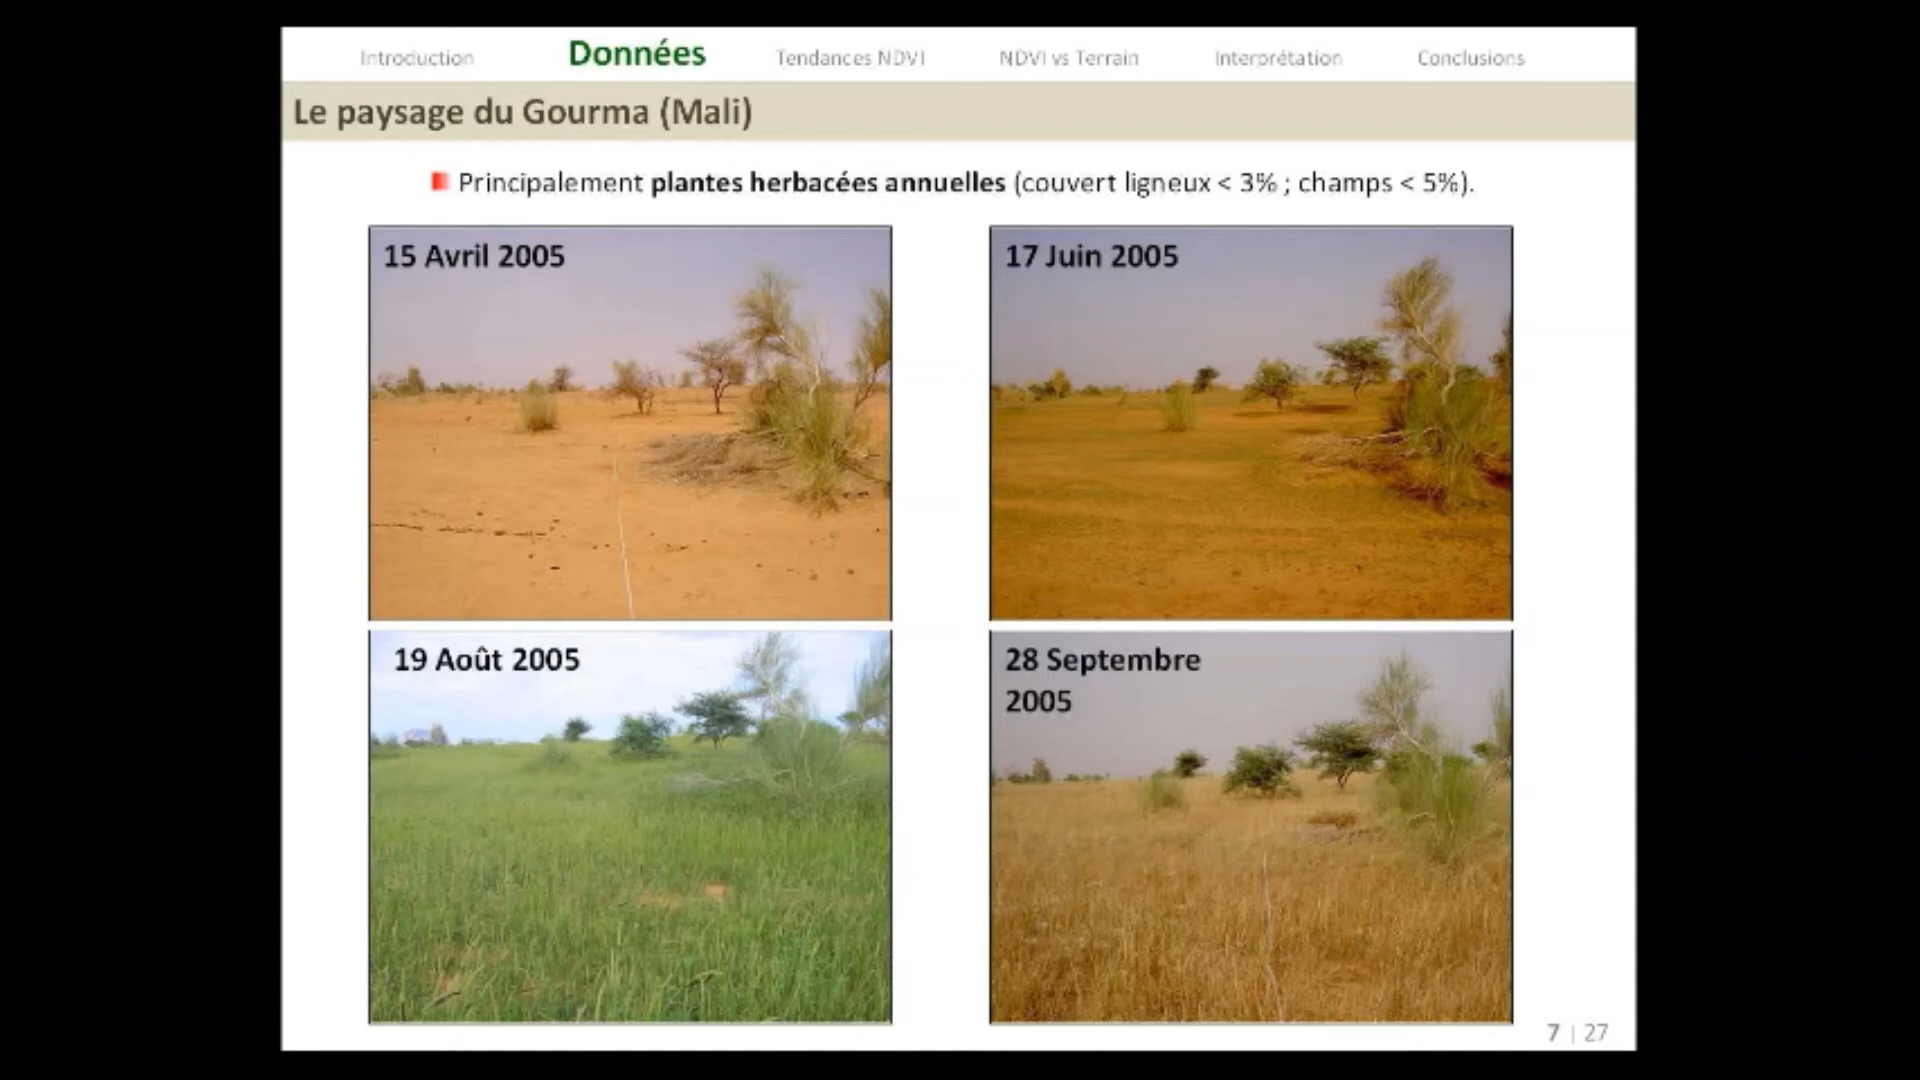 Introduction Données Tendances NDVI NDVI vs Terrain Interprétation Conclusions
Le paysage du Gourma (Mali)
Principalement plantes herbacées annuelles (couvert ligneux < 3% ; champs < 5%).
15 Avril 2005
17 Juin 2005
19 Août 2005
28 Septembre
2005
7 | 27